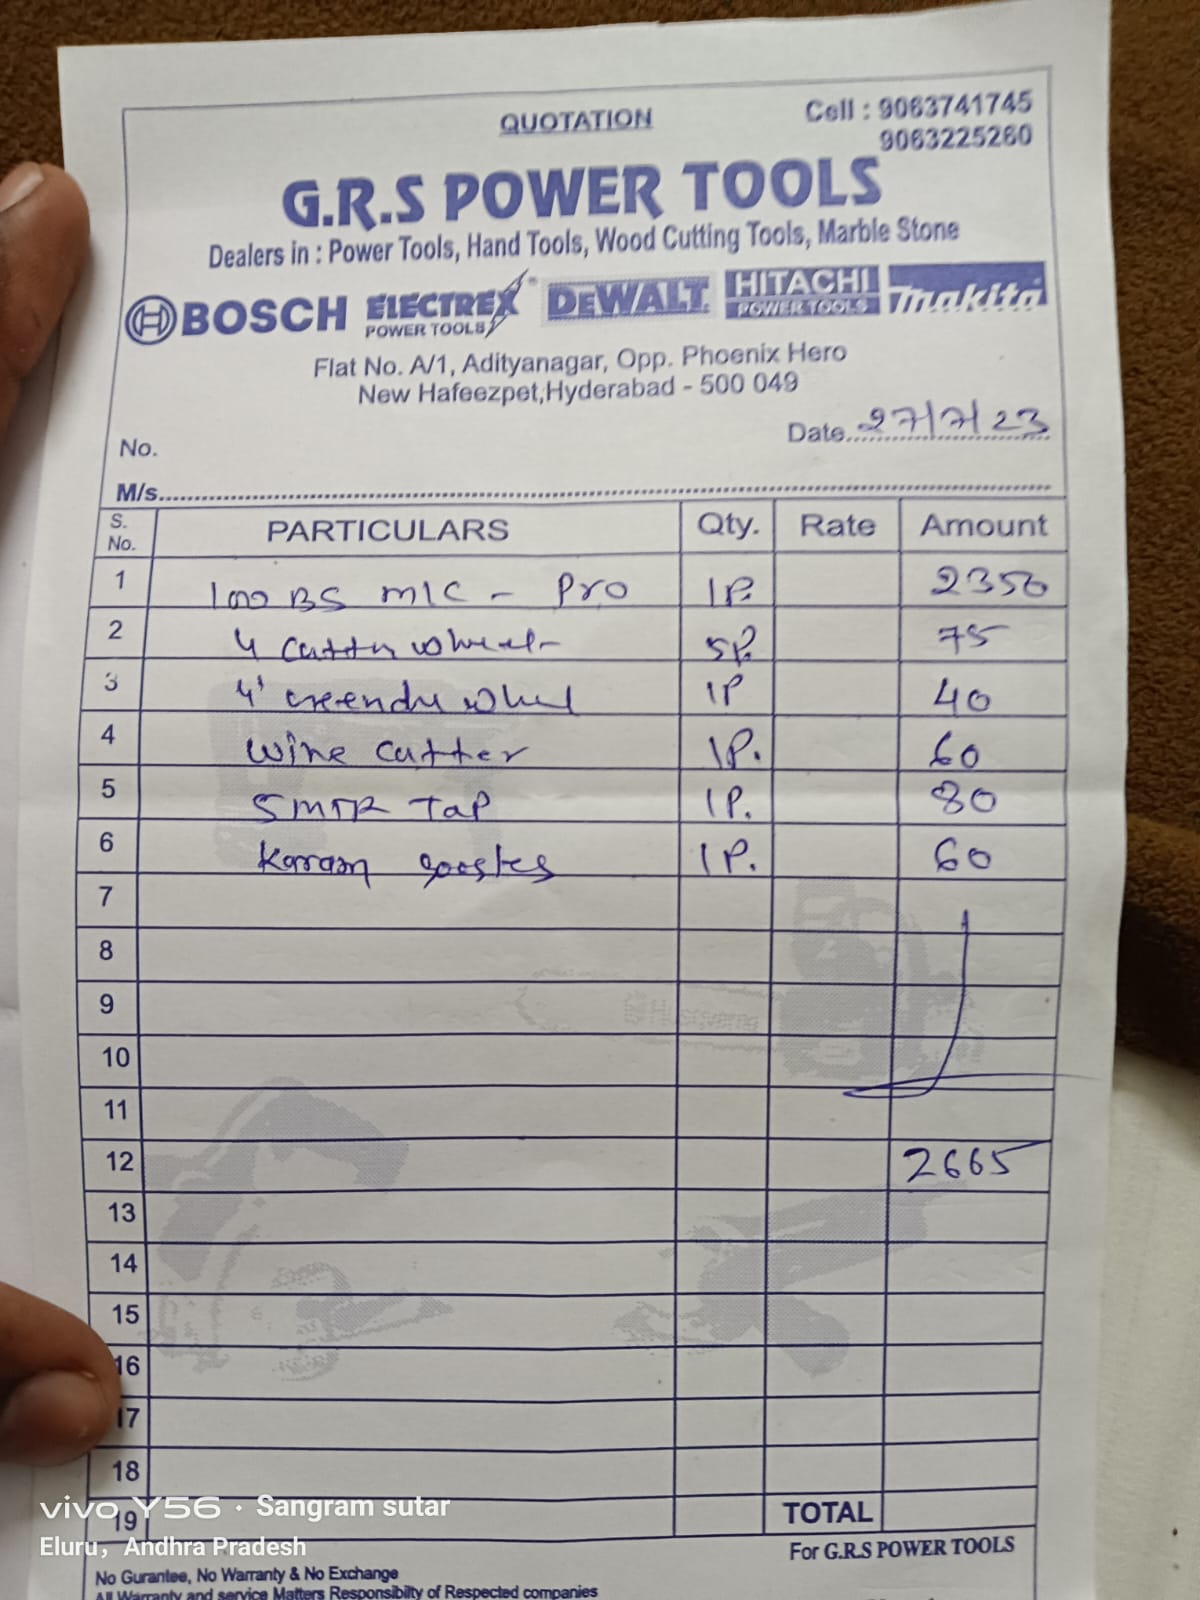 QUOTATION
Cell : 9063741745
9063225260
G.R.S POWER TOOLS
Dealers in : Power Tools, Hand Tools, Wood Cutting Tools, Marble Stone
BOSCH ELECTREX POWER TOOLS DEWALT HITACHI POWER TOOLS makita
Flat No. A/1, Adityanagar, Opp. Phoenix Hero
New Hafeezpet,Hyderabad - 500 049
Date 27/7/23
No.
M/s
S. No. PARTICULARS Qty. Rate Amount
1 100 BS M/C - Pro 1P. 2350
2 4 cuttn wheel 5P. 75
3 4' wheel 1P 40
4 wire cutter 1P. 60
5 5MTR Tap 1P. 80
6 Karam 1P. 60
7
8
9
10
11
12 2665
13
14
15
16
17
18
19 TOTAL
For G.R.S POWER TOOLS
No Gurantee, No Warranty & No Exchange
All Warranty and service Matters Responsibilty of Respected companies
vivo Y56 · Sangram sutar
Eluru, Andhra Pradesh